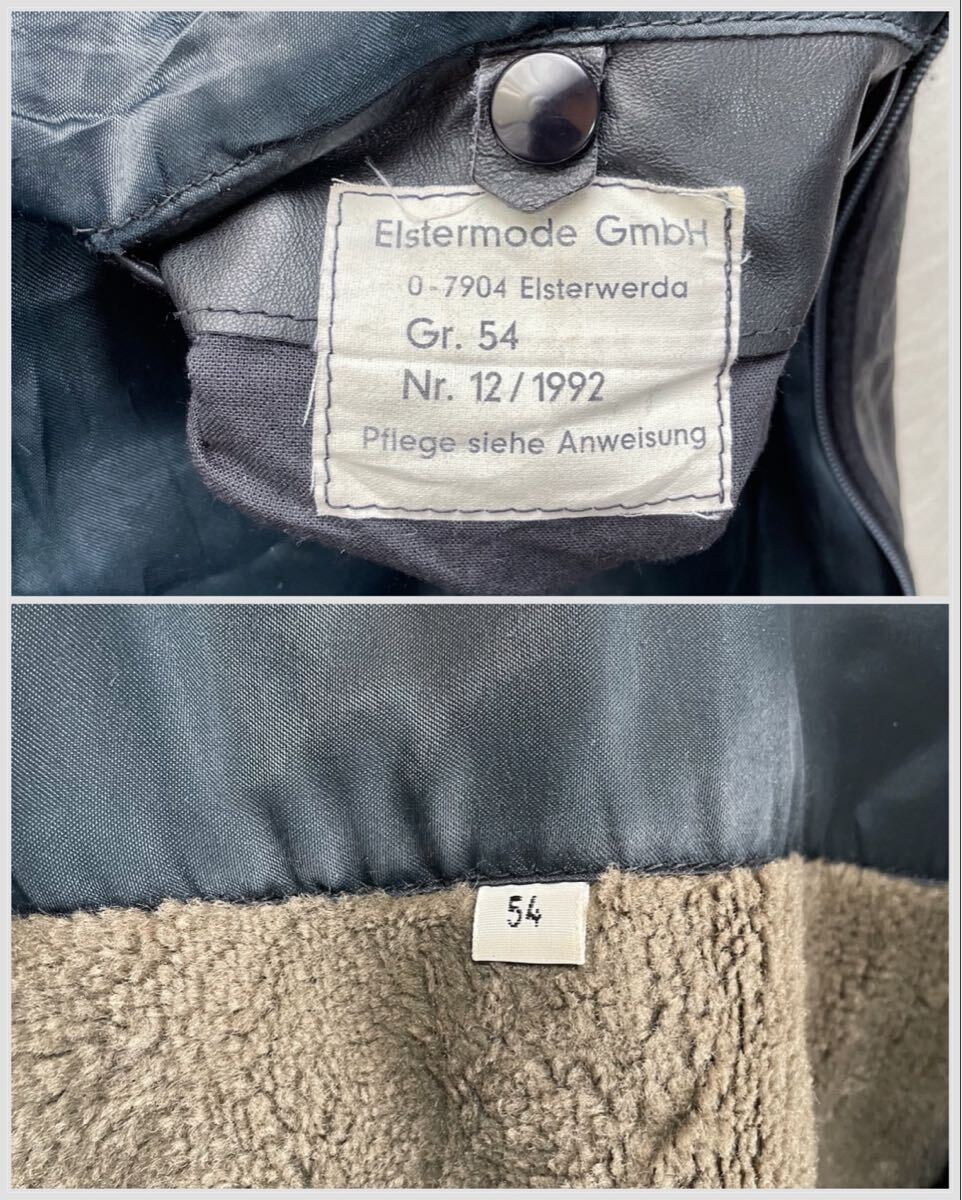 Elstermode GmbH
0-7904 Elsterwerda
Gr. 54
Nr. 12/1992
Pflege siehe Anweisung
54